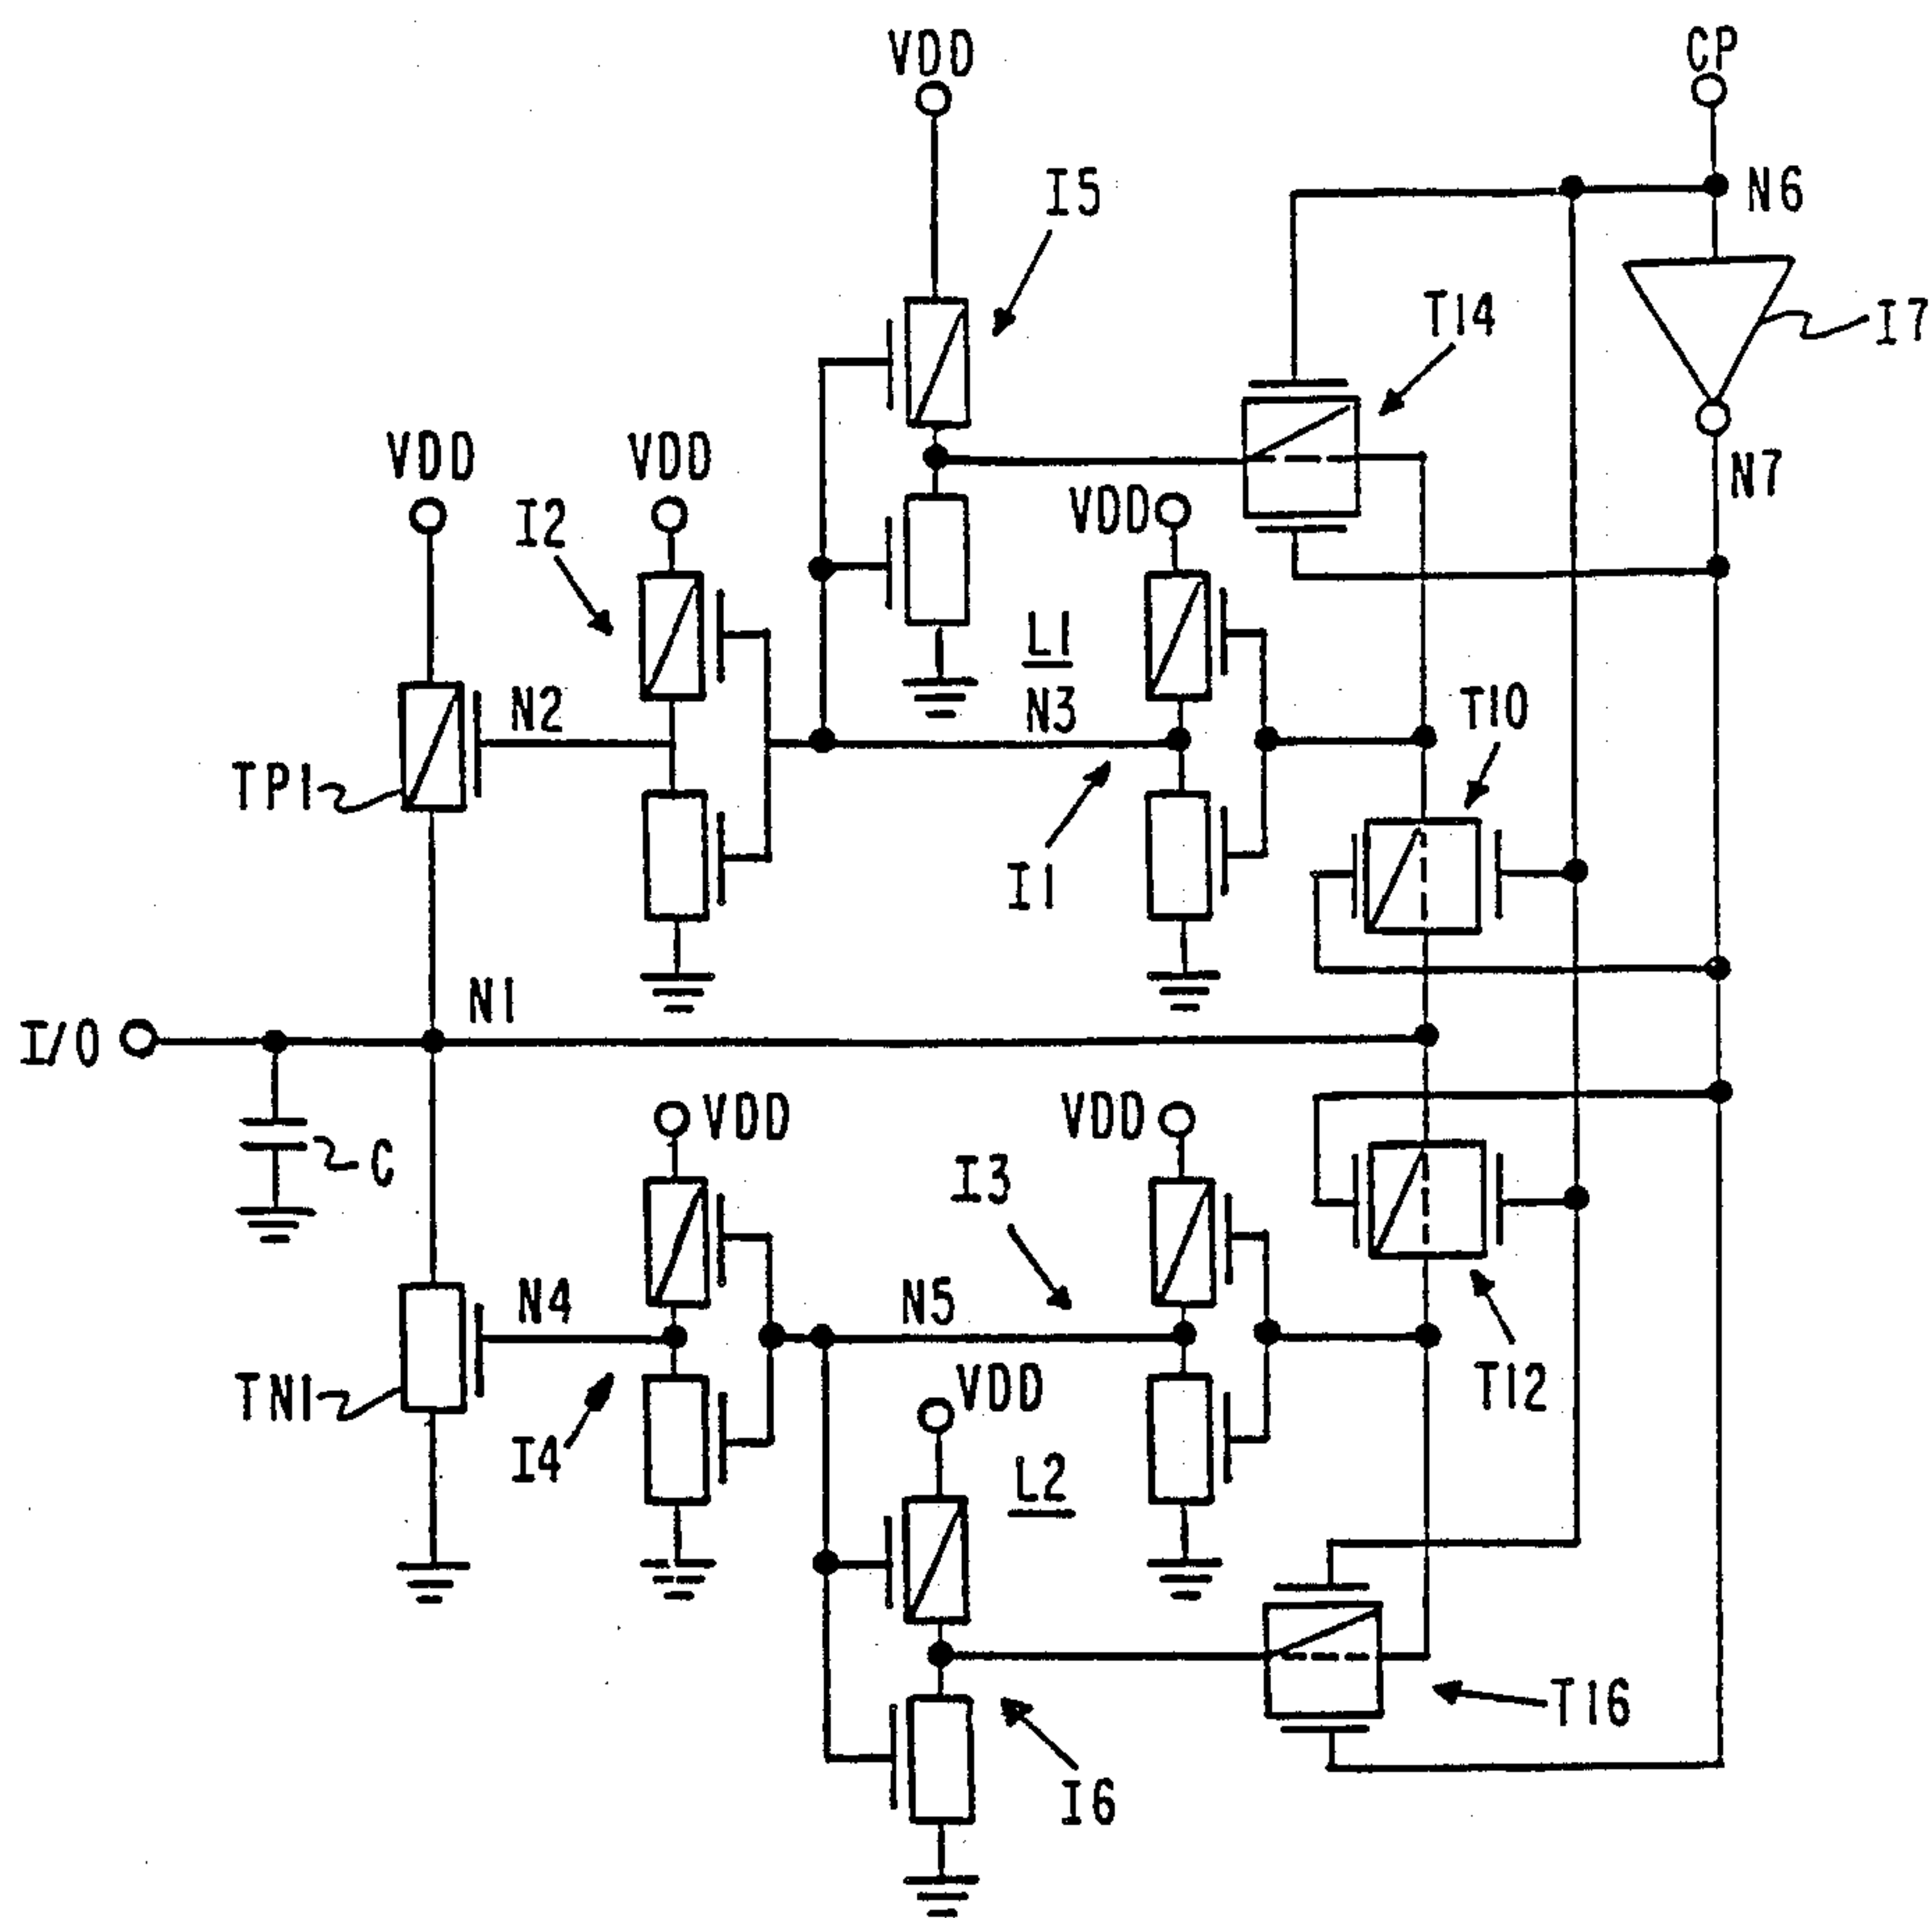 VDD
CP
I5
N6
T14
I7
VDD
VDD
I2
VDD
N7
L1
N2
N3
T10
TP1
I1
N1
I/O
VDD
VDD
C
I3
N4
N5
VDD
T12
TN1
I4
L2
T16
I6